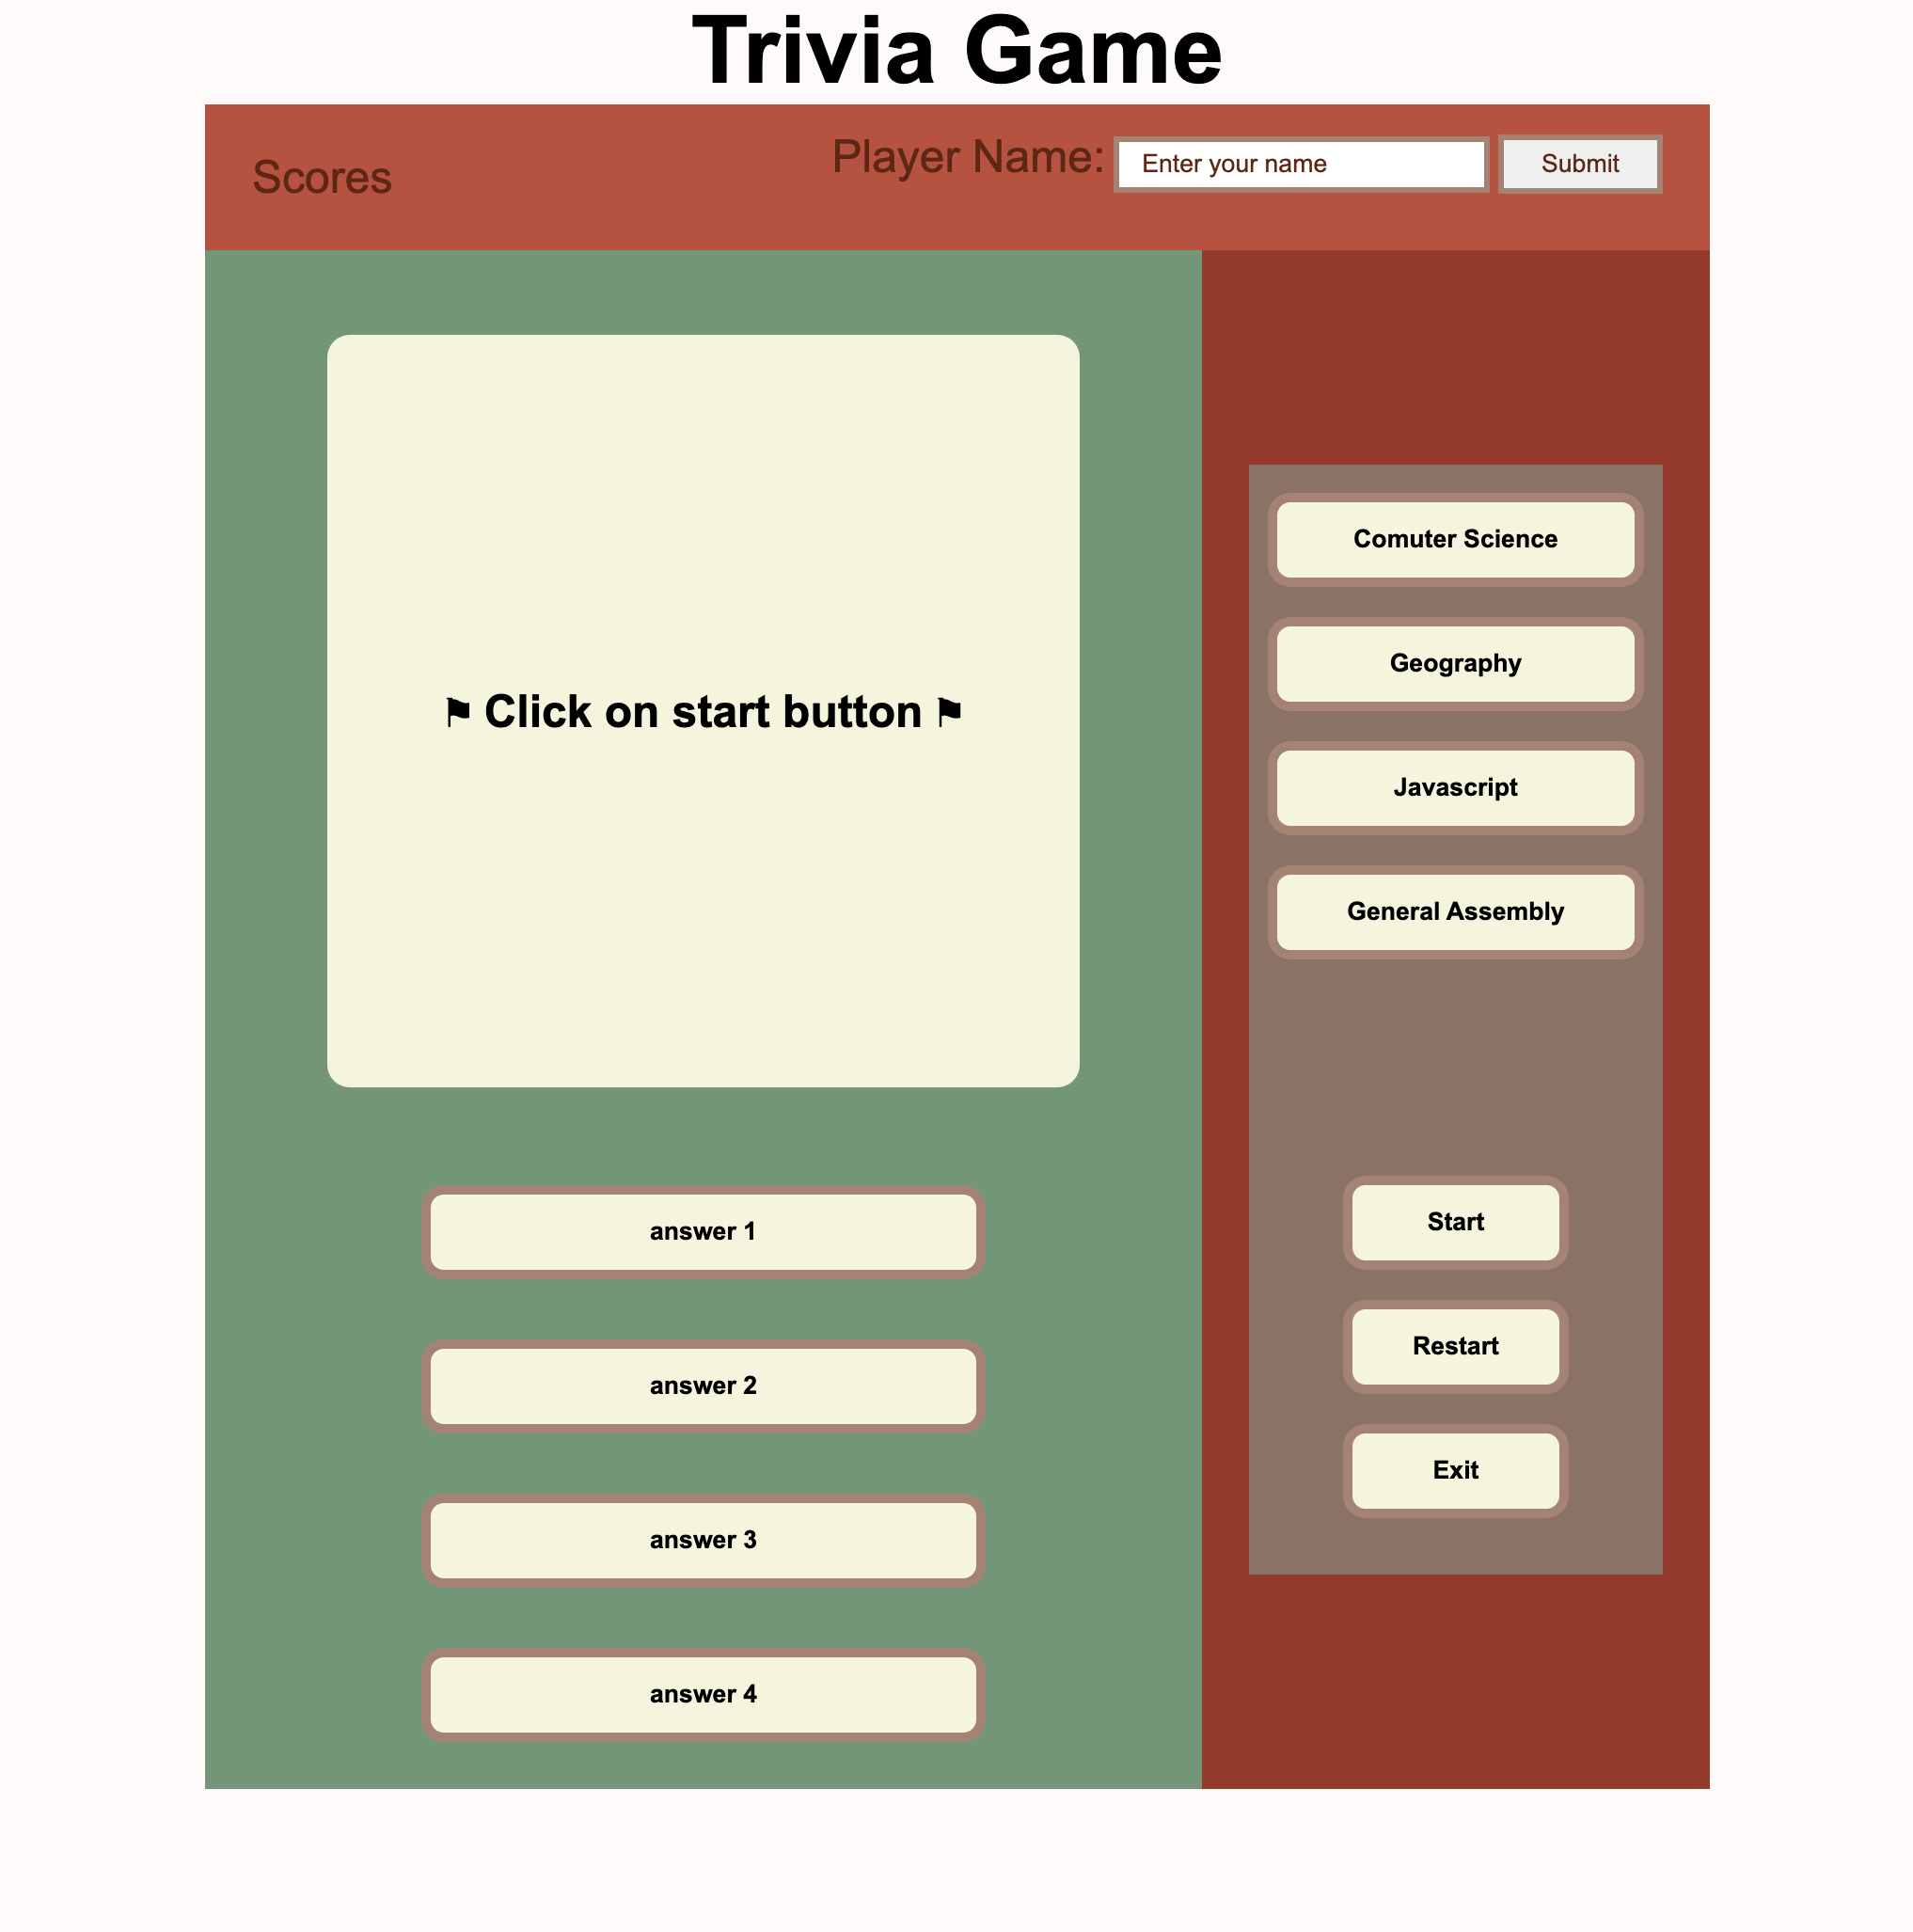 Trivia Game
Scores
Player Name: Enter your name Submit
⚑ Click on start button ⚑
answer 1
answer 2
answer 3
answer 4
Comuter Science
Geography
Javascript
General Assembly
Start
Restart
Exit